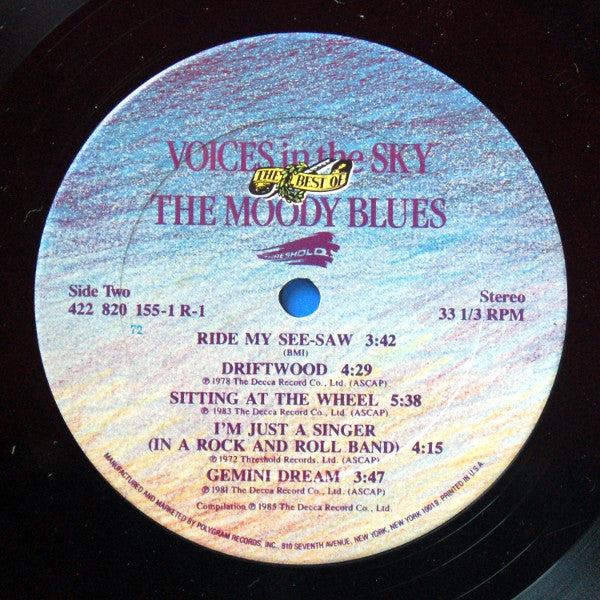 VOICES in the SKY
THE BEST OF
THE MOODY BLUES
THRESHOLD
Side Two
422 820 155-1 R-1
72
Stereo
33 1/3 RPM
RIDE MY SEE-SAW 3:42
(BMI)
DRIFTWOOD 4:29
℗ 1978 The Decca Record Co., Ltd. (ASCAP)
SITTING AT THE WHEEL 5:38
℗ 1983 The Decca Record Co., Ltd. (ASCAP)
I'M JUST A SINGER
(IN A ROCK AND ROLL BAND) 4:15
℗ 1972 Threshold Records, Ltd. (ASCAP)
GEMINI DREAM 3:47
℗ 1981 The Decca Record Co., Ltd. (ASCAP)
Compilation ℗ 1985 The Decca Record Co., Ltd.
MANUFACTURED AND MARKETED BY POLYGRAM RECORDS, INC., 810 SEVENTH AVENUE, NEW YORK, NEW YORK 10019. PRINTED IN U.S.A.